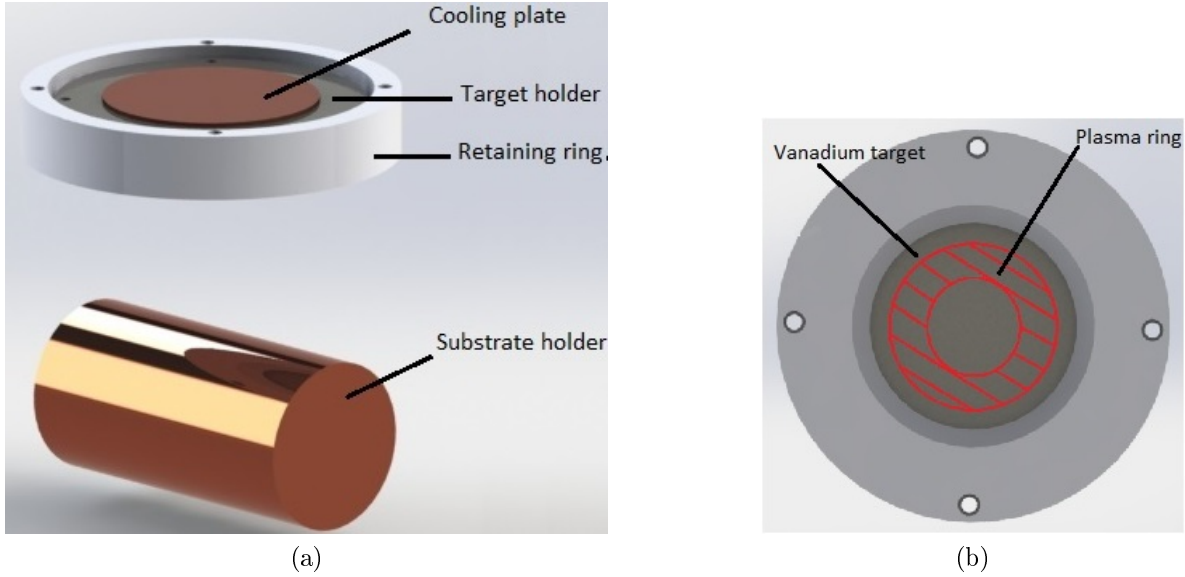 Cooling plate
Target holder
Retaining ring.
Substrate holder
(a)
Vanadium target
Plasma ring
(b)